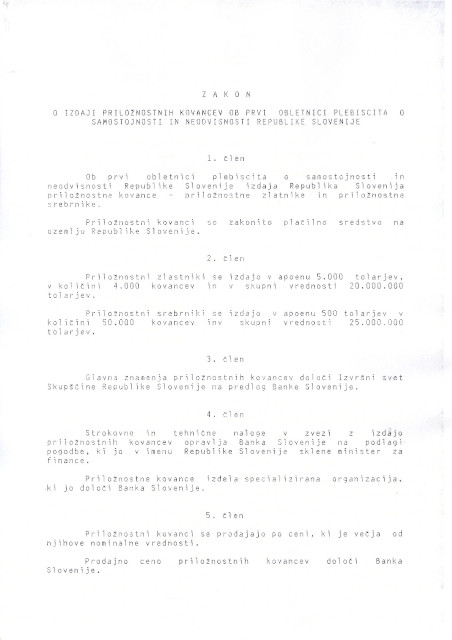 Z A K O N
O IZDAJI PRILOŽNOSTNIH KOVANCEV OB PRVI OBLETNICI PLEBISCITA O
SAMOSTOJNOSTI IN NEODVISNOSTI REPUBLIKE SLOVENIJE
1. člen
Ob prvi obletnici plebiscita o samostojnosti in
neodvisnosti Republike Slovenije izdaja Republika Slovenija
priložnostne kovance - priložnostne zlatnike in priložnostne
srebrnike.
Priložnostni kovanci so zakonito plačilno sredstvo na
ozemlju Republike Slovenije.
2. člen
Priložnostni zlastniki se izdajo v apoenu 5.000 tolarjev,
v količini 4.000 kovancev in v skupni vrednosti 20.000.000
tolarjev.
Priložnostni srebrniki se izdajo v apoenu 500 tolarjev v
količini 50.000 kovancev inv skupni vrednosti 25.000.000
tolarjev.
3. člen
Glavna znamenja priložnostnih kovancev določi Izvršni svet
Skupščine Republike Slovenije na predlog Banke Slovenije.
4. člen
Strokovne in tehnične naloge v zvezi z izdajo
priložnostnih kovancev opravlja Banka Slovenije na podlagi
pogodbe, ki jo v imenu Republike Slovenije sklene minister za
finance.
Priložnostne kovance izdela specializirana organizacija,
ki jo določi Banka Slovenije.
5. člen
Priložnostni kovanci se prodajajo po ceni, ki je večja od
njihove nominalne vrednosti.
Prodajno ceno priložnostnih kovancev določi Banka
Slovenije.